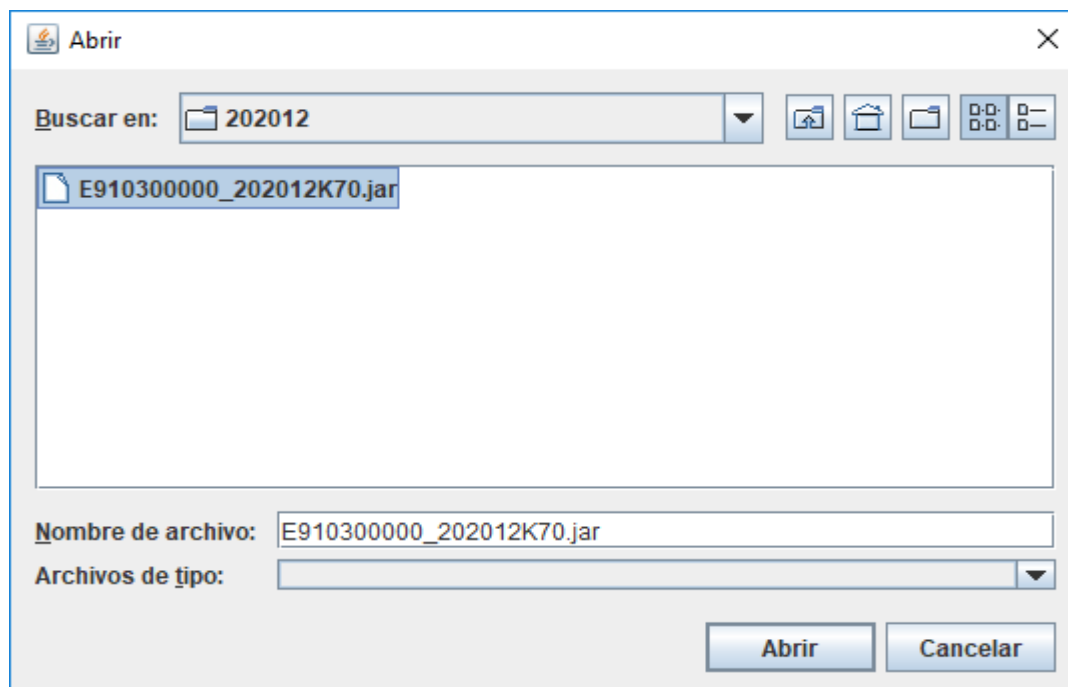 Abrir
Buscar en: 202012
E910300000_202012K70.jar
Nombre de archivo: E910300000_202012K70.jar
Archivos de tipo:
Abrir Cancelar